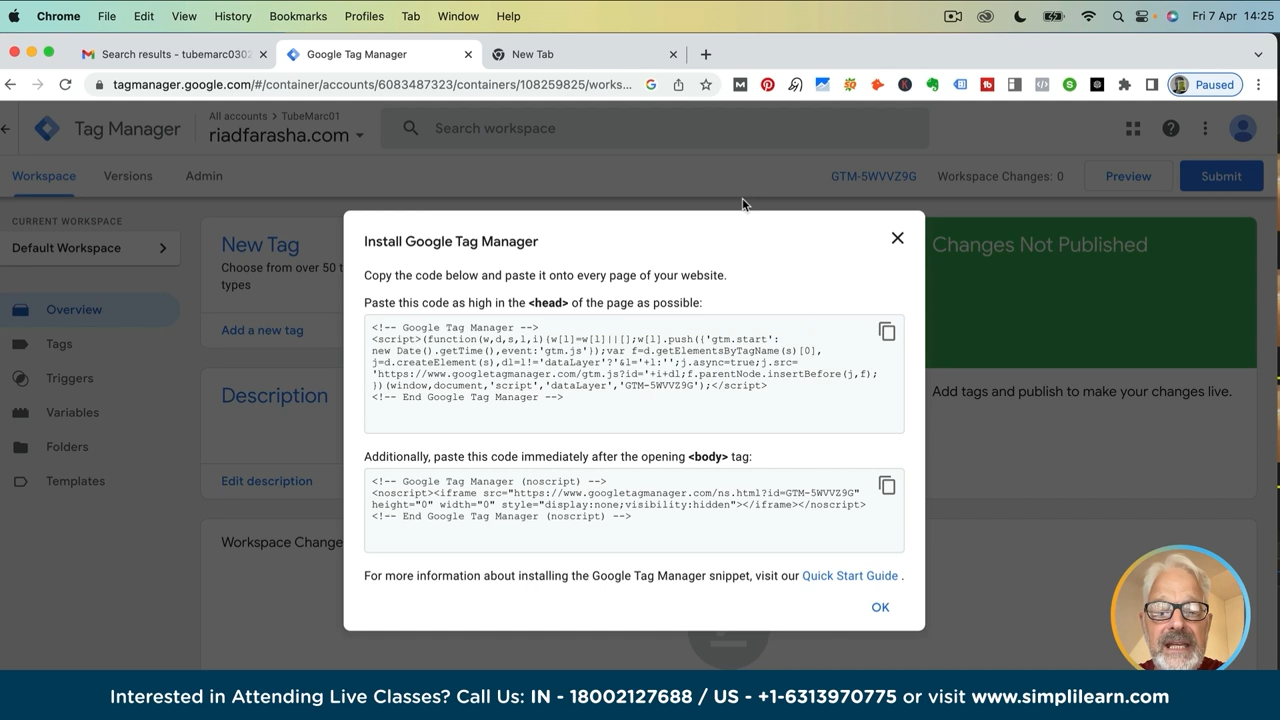 Chrome File Edit View History Bookmarks Profiles Tab Window Help Fri 7 Apr 14:25
Search results - tubemarc030 Google Tag Manager New Tab
tagmanager.google.com/#/container/accounts/6083487323/containers/108259825/works... Paused
All accounts > TubeMarc01
Tag Manager riadfarasha.com Search workspace
Workspace Versions Admin GTM-5WVVZ9G Workspace Changes: 0 Preview Submit
CURRENT WORKSPACE
Default Workspace
Overview
Tags
Triggers
Variables
Folders
Templates
New Tag
Choose from over 50 t
types
Add a new tag
Description
Edit description
Workspace Change
Changes Not Published
Add tags and publish to make your changes live.
Install Google Tag Manager
Copy the code below and paste it onto every page of your website.
Paste this code as high in the <head> of the page as possible:
<!-- Google Tag Manager -->
<script>(function(w,d,s,l,i){w[l]=w[l]||[];w[l].push({'gtm.start':
new Date().getTime(),event:'gtm.js'});var f=d.getElementsByTagName(s)[0],
j=d.createElement(s),dl=l!='dataLayer'?'&l='+l:'';j.async=true;j.src=
'https://www.googletagmanager.com/gtm.js?id='+i+dl;f.parentNode.insertBefore(j,f);
})(window,document,'script','dataLayer','GTM-5WVVZ9G');</script>
<!-- End Google Tag Manager -->
Additionally, paste this code immediately after the opening <body> tag:
<!-- Google Tag Manager (noscript) -->
<noscript><iframe src="https://www.googletagmanager.com/ns.html?id=GTM-5WVVZ9G"
height="0" width="0" style="display:none;visibility:hidden"></iframe></noscript>
<!-- End Google Tag Manager (noscript) -->
For more information about installing the Google Tag Manager snippet, visit our Quick Start Guide .
OK
Interested in Attending Live Classes? Call Us: IN - 18002127688 / US - +1-6313970775 or visit www.simplilearn.com